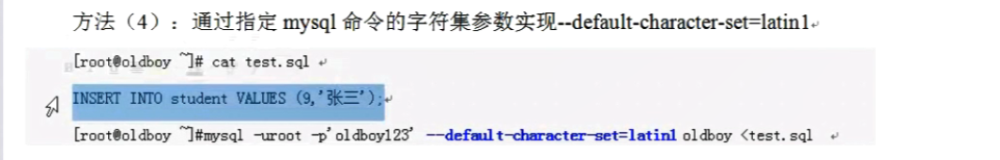 方法（4）：通过指定 mysql 命令的字符集参数实现--default-character-set=latin1
[root@oldboy ~]# cat test.sql
INSERT INTO student VALUES (9,'张三');
[root@oldboy ~]#mysql -uroot -p'oldboy123' --default-character-set=latin1 oldboy <test.sql